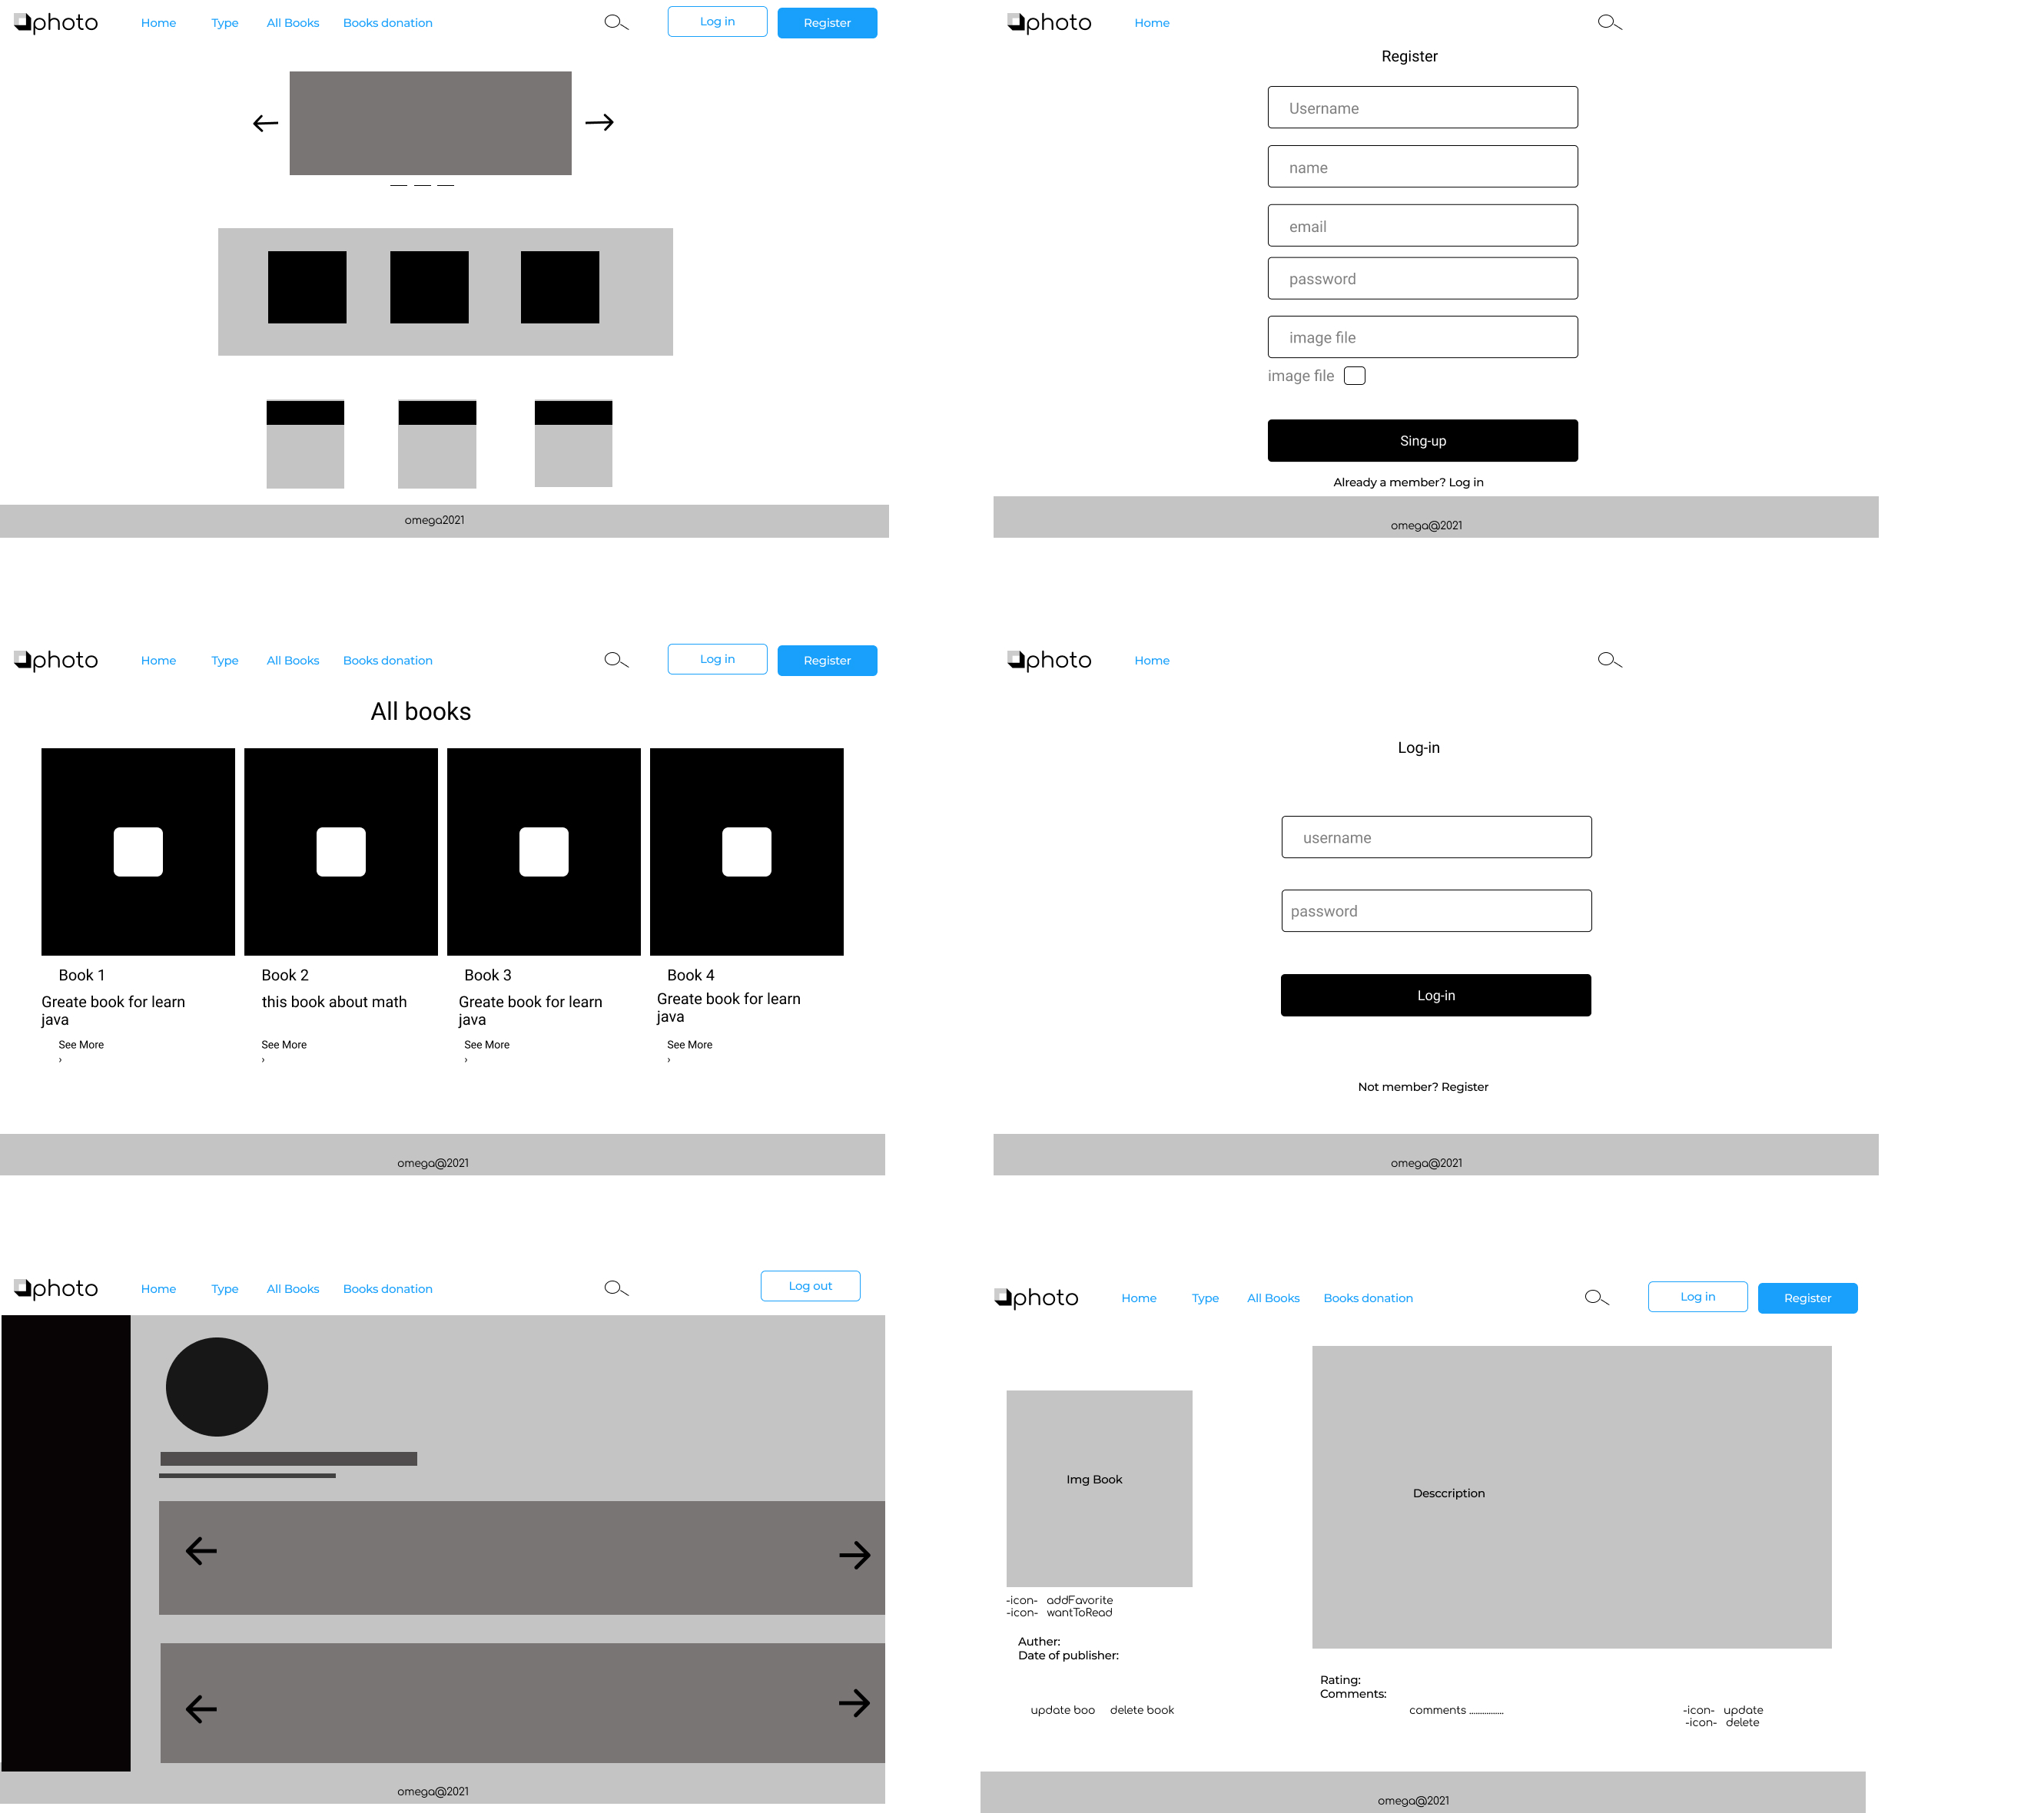 photo Home Type All Books Books donation Log in Register
omega2021
photo Home
Register
Username
name
email
password
image file
image file
Sing-up
Already a member? Log in
omega@2021
photo Home Type All Books Books donation Log in Register
All books
Book 1 Book 2 Book 3 Book 4
Greate book for learn java
this book about math
Greate book for learn java
Greate book for learn java
See More › See More › See More › See More ›
omega@2021
photo Home
Log-in
username
password
Log-in
Not member? Register
omega@2021
photo Home Type All Books Books donation Log out
omega@2021
photo Home Type All Books Books donation Log in Register
Img Book
Desccription
-icon- addFavorite
-icon- wantToRead
Auther:
Date of publisher:
update boo delete book
Rating:
Comments:
comments ................
-icon- update
-icon- delete
omega@2021